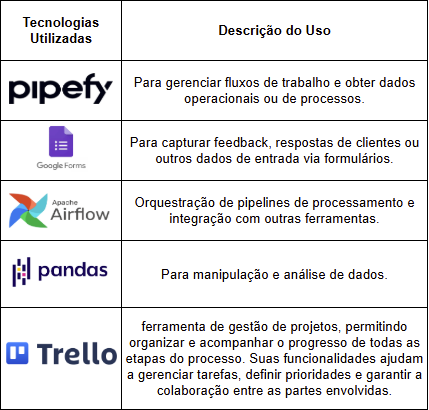 Tecnologias
Utilizadas
Descrição do Uso
pipefy
Para gerenciar fluxos de trabalho e obter dados
operacionais ou de processos.
Google Forms
Para capturar feedback, respostas de clientes ou
outros dados de entrada via formulários.
Apache
Airflow
Orquestração de pipelines de processamento e
integração com outras ferramentas.
pandas
Para manipulação e análise de dados.
Trello
ferramenta de gestão de projetos, permitindo
organizar e acompanhar o progresso de todas as
etapas do processo. Suas funcionalidades ajudam
a gerenciar tarefas, definir prioridades e garantir a
colaboração entre as partes envolvidas.